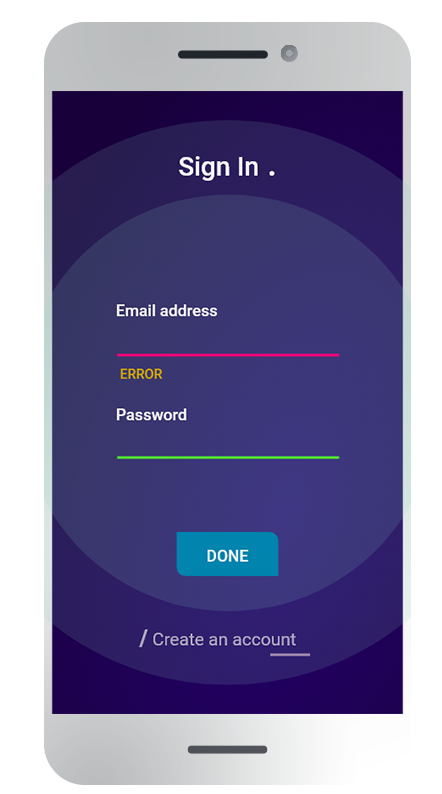 Sign In .
Email address
ERROR
Password
DONE
/ Create an account